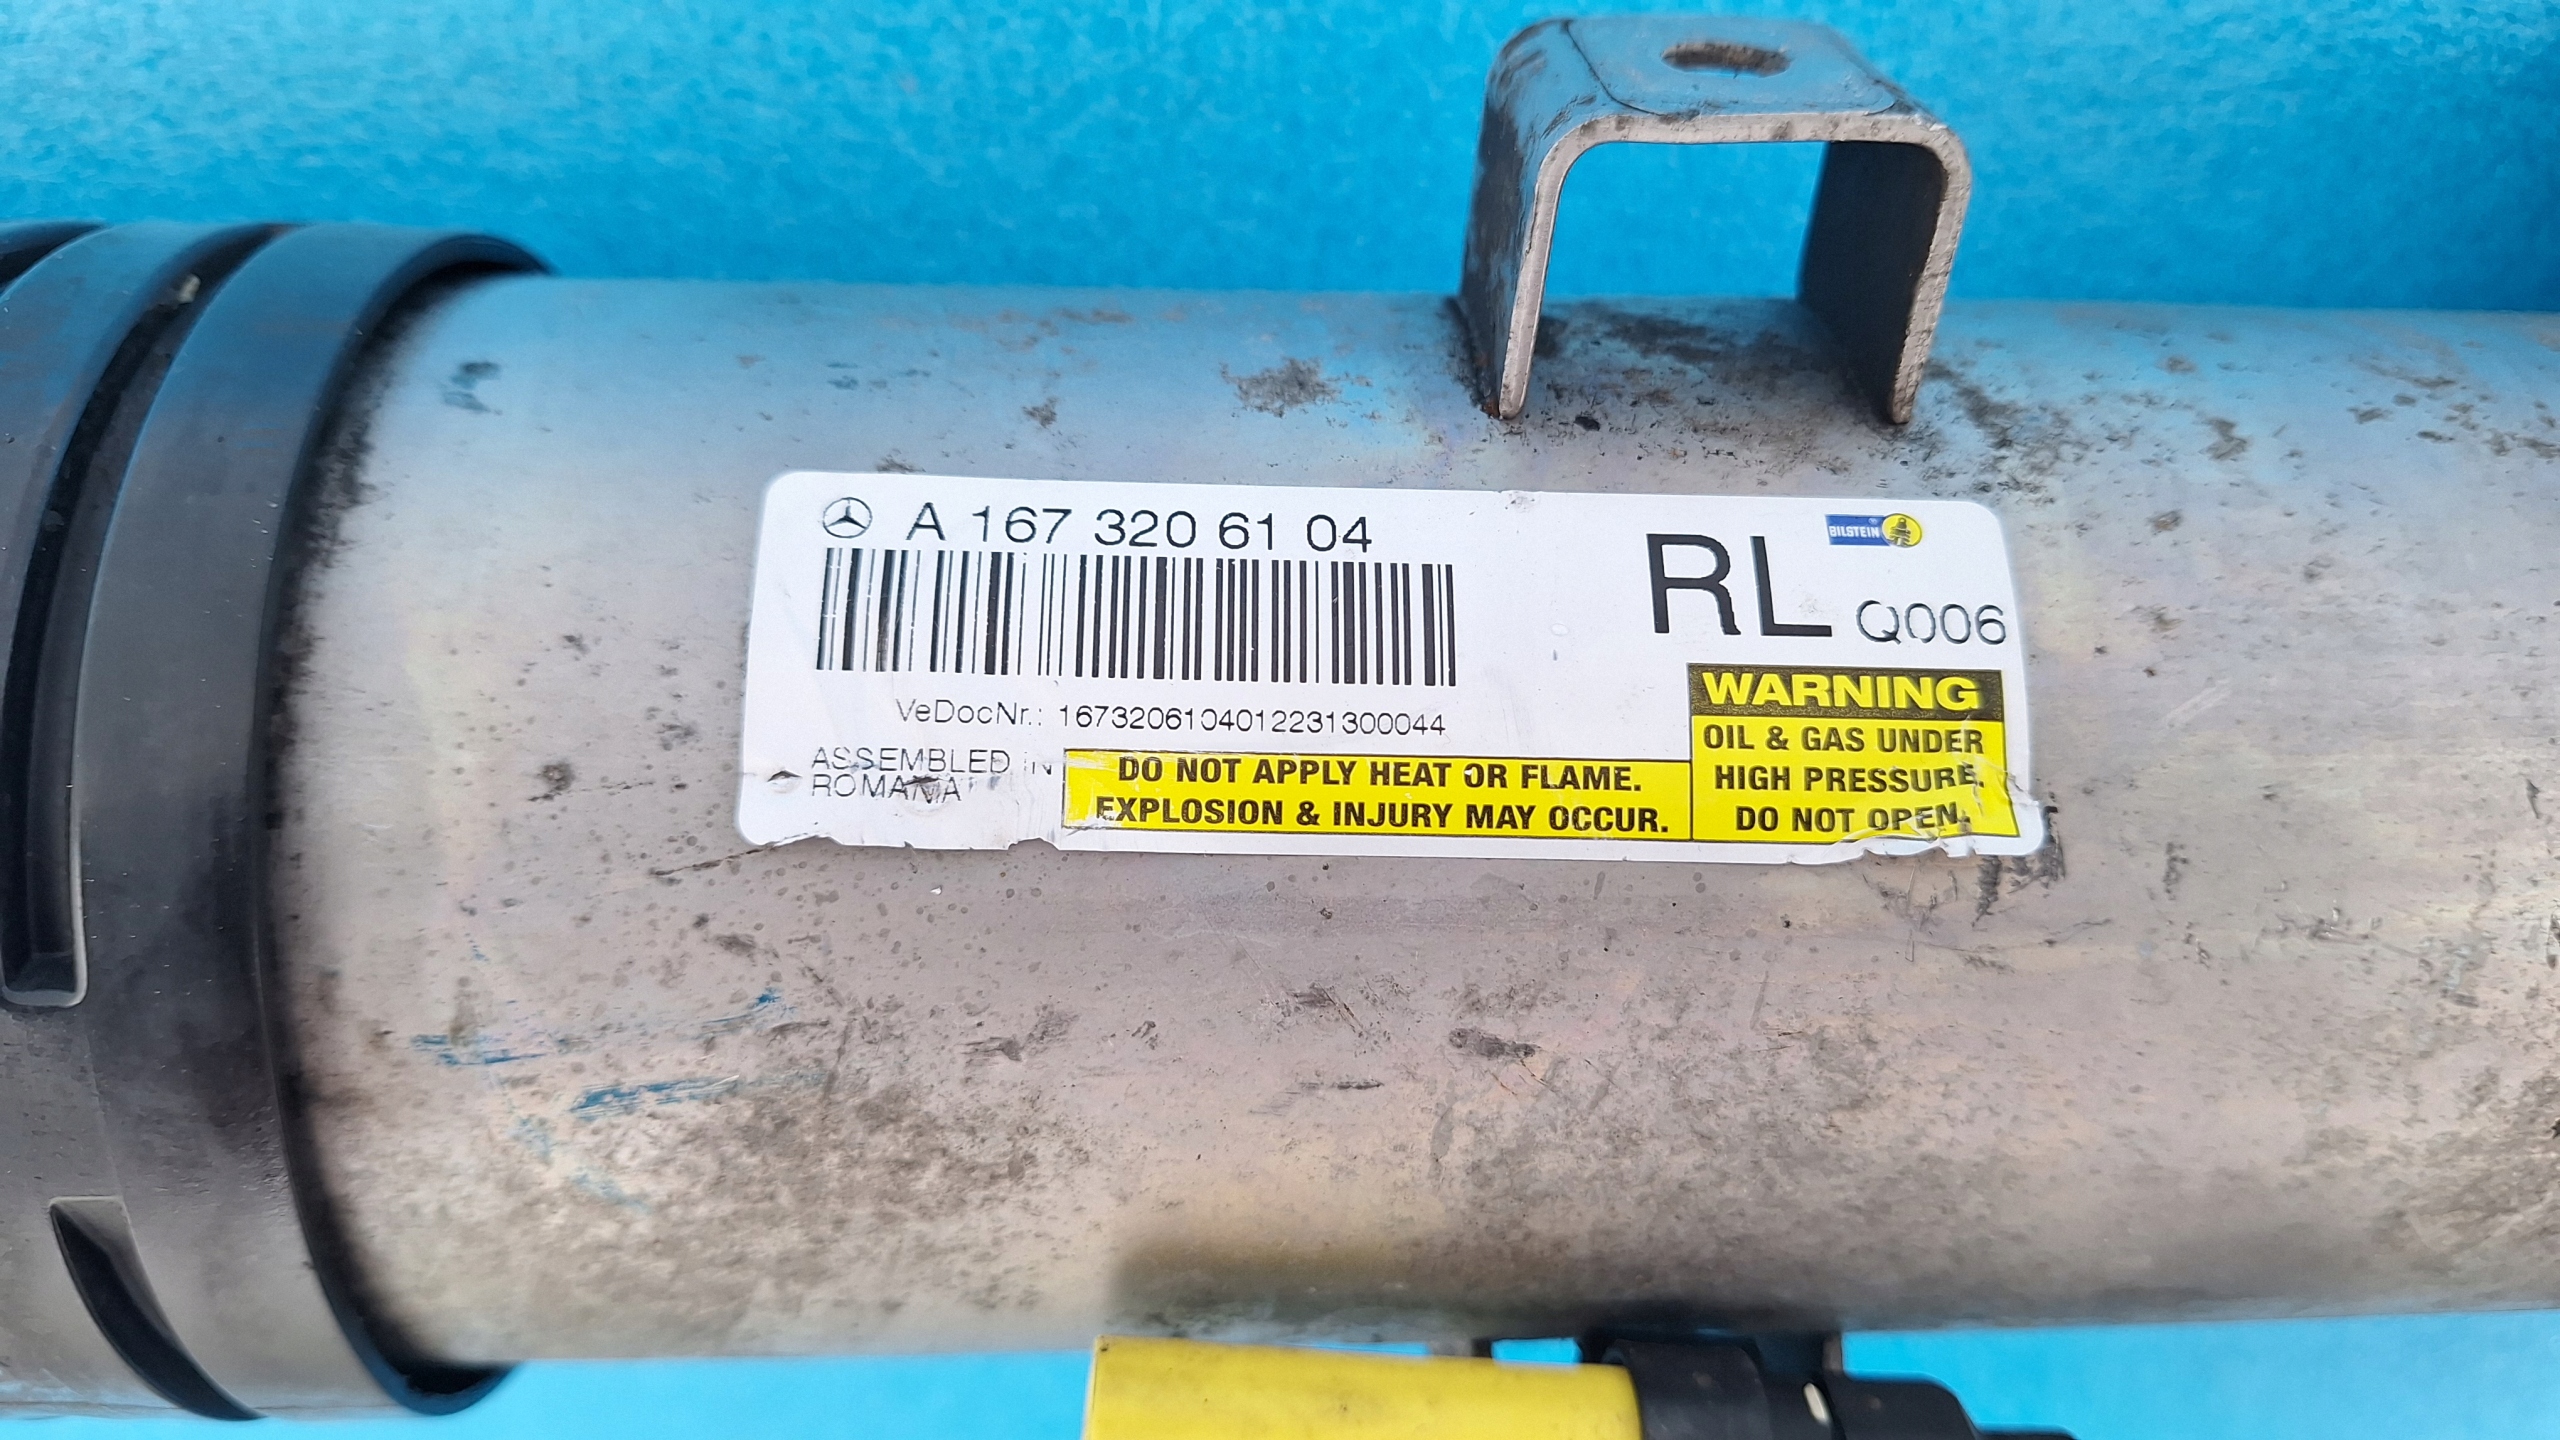 A 167 320 61 04
BILSTEIN
RL Q006
VeDocNr.: 1673206104012231300044
ASSEMBLED IN
ROMANIA
DO NOT APPLY HEAT OR FLAME.
EXPLOSION & INJURY MAY OCCUR.
WARNING
OIL & GAS UNDER
HIGH PRESSURE.
DO NOT OPEN.